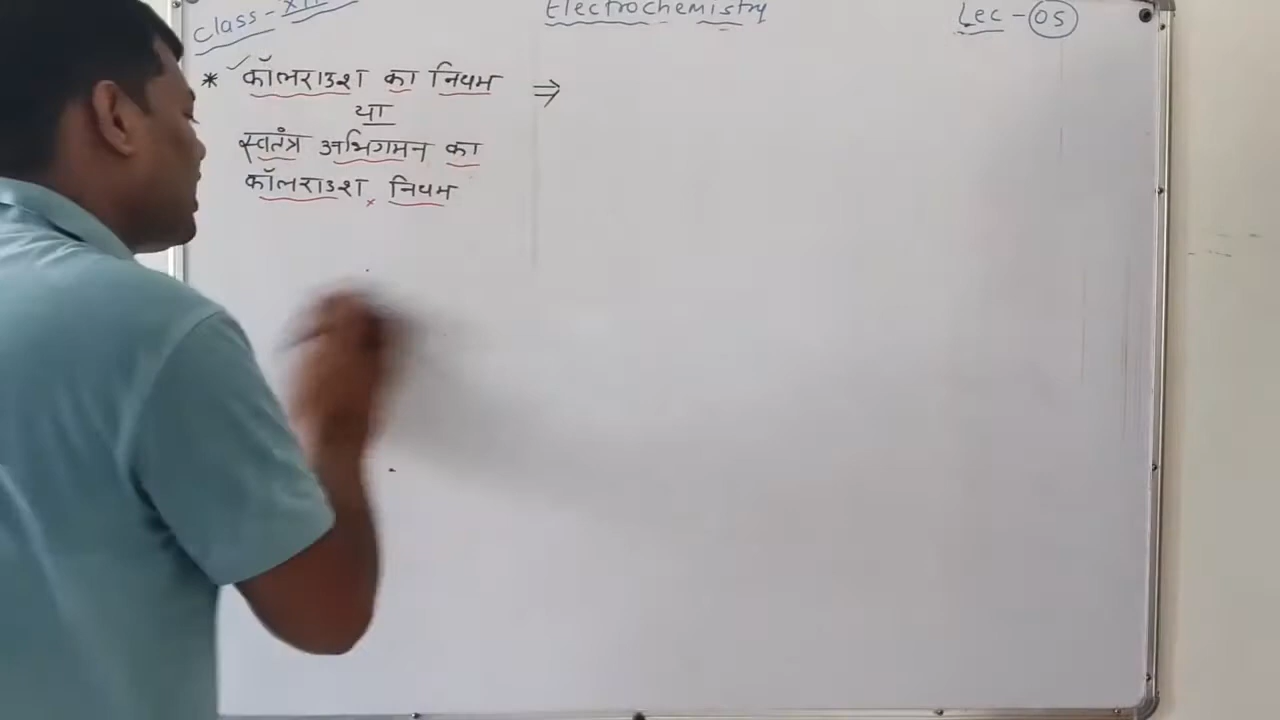 Class-XII
Electrochemistry
Lec-05
* कॉलराउश का नियम ⇒
या
स्वतंत्र अभिगमन का
कॉलराउश नियम